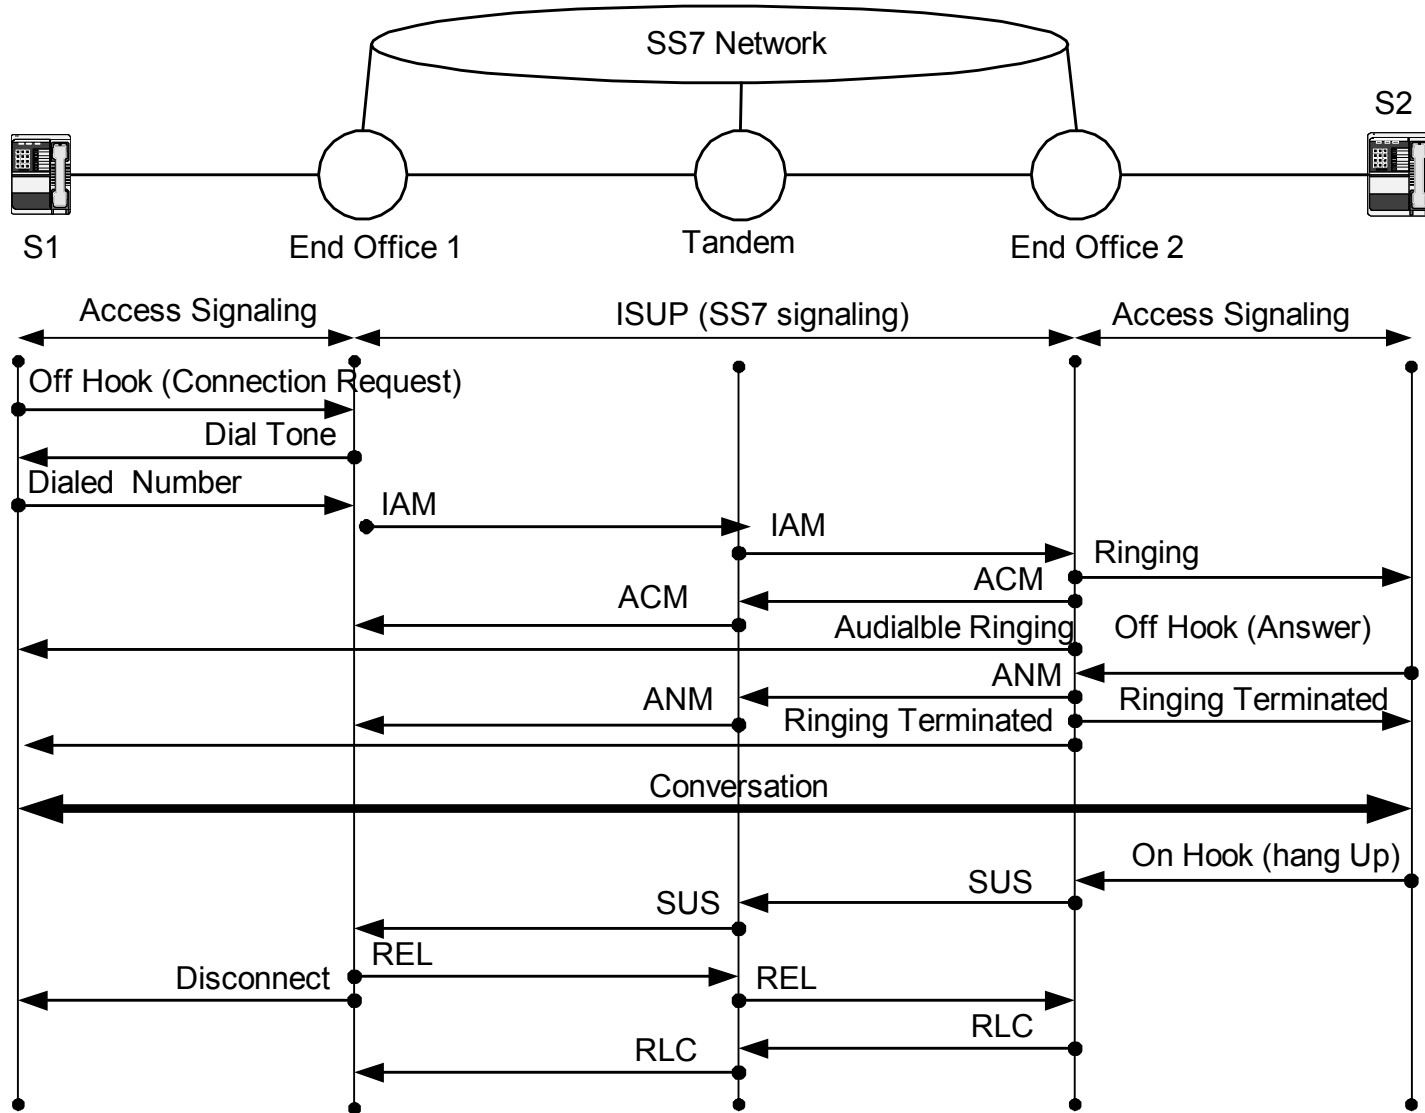 SS7 Network
S2
S1
End Office 1
Tandem
End Office 2
Access Signaling
ISUP (SS7 signaling)
Access Signaling
Off Hook (Connection Request)
Dial Tone
Dialed Number
IAM
IAM
Ringing
ACM
ACM
Audialble Ringing
Off Hook (Answer)
ANM
ANM
Ringing Terminated
Ringing Terminated
Conversation
On Hook (hang Up)
SUS
SUS
REL
Disconnect
REL
RLC
RLC